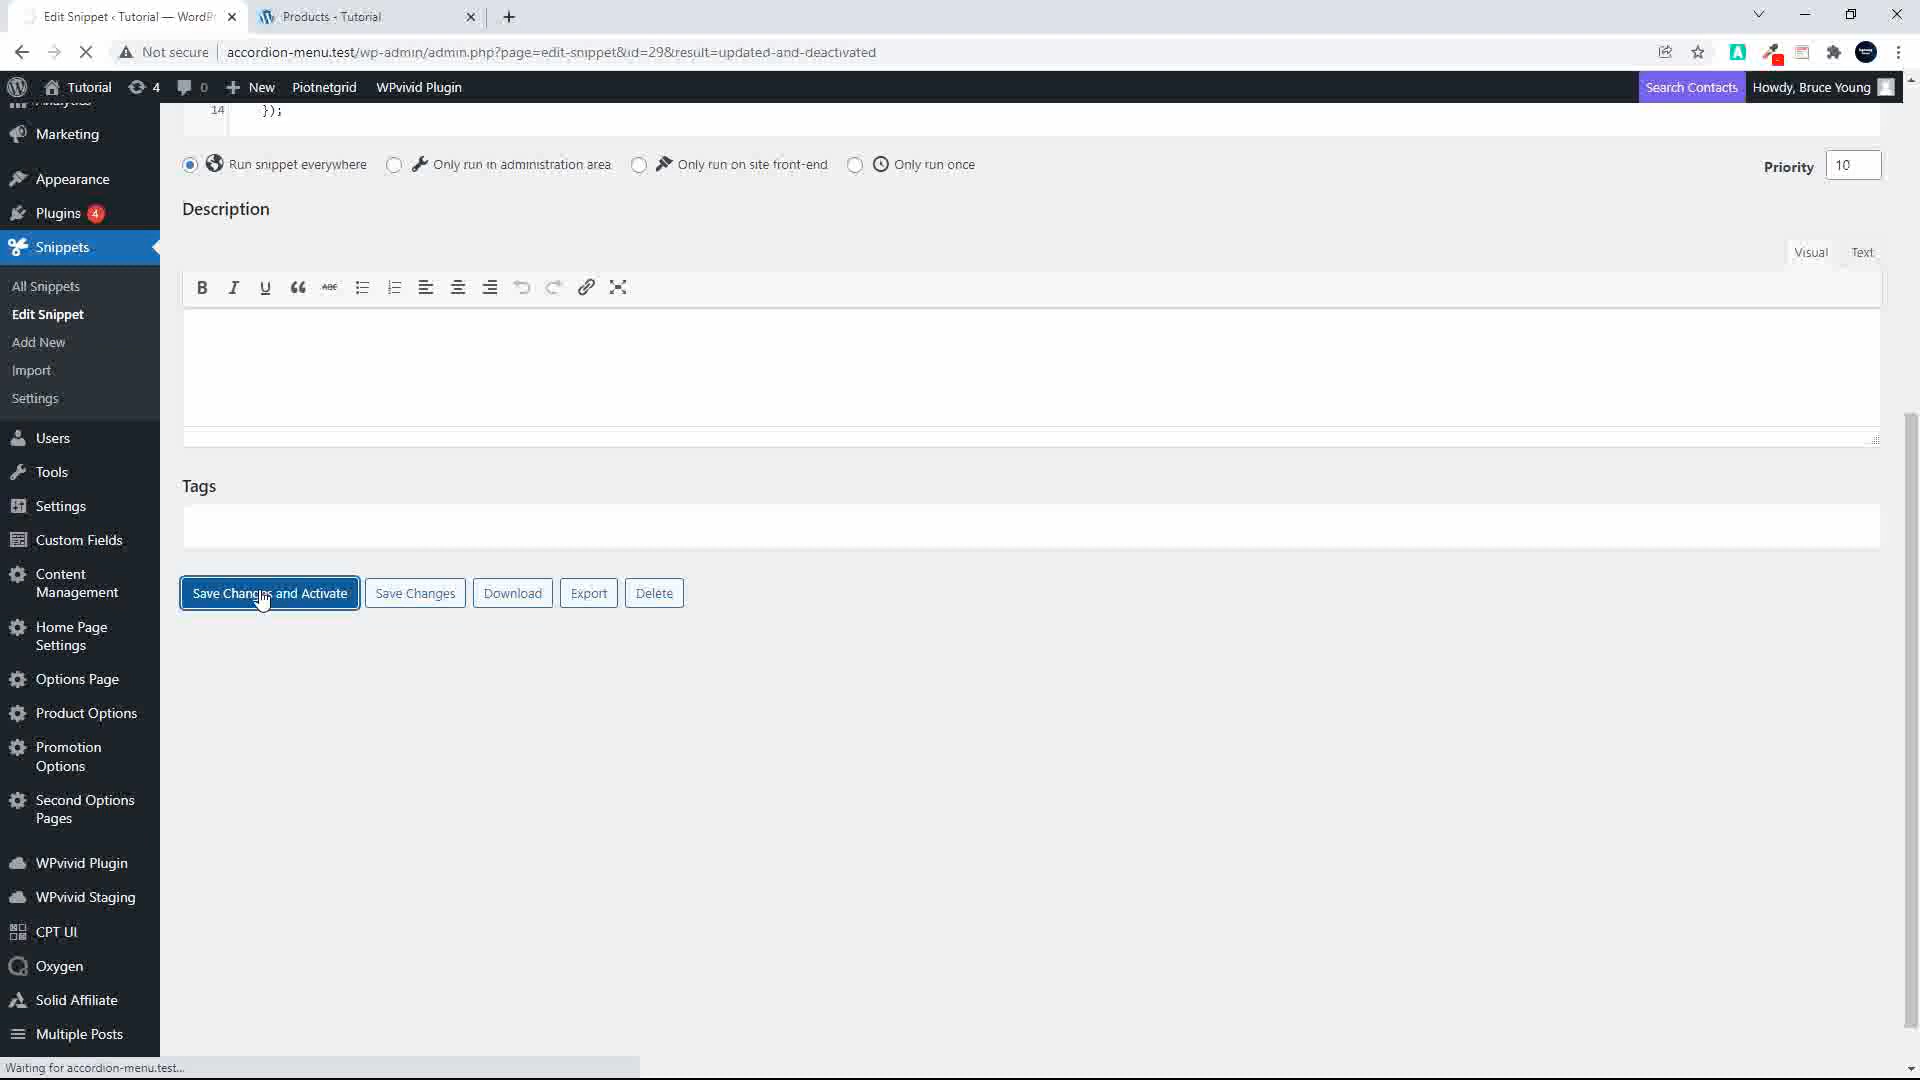 Edit Snippet ‹ Tutorial — WordPr
Products - Tutorial
Not secure
accordion-menu.test/wp-admin/admin.php?page=edit-snippet&id=29&result=updated-and-deactivated
Tutorial
4
0
New
Piotnetgrid
WPvivid Plugin
Search Contacts
Howdy, Bruce Young
Analytics
Marketing
Appearance
Plugins 4
Snippets
All Snippets
Edit Snippet
Add New
Import
Settings
Users
Tools
Settings
Custom Fields
Content
Management
Home Page
Settings
Options Page
Product Options
Promotion
Options
Second Options
Pages
WPvivid Plugin
WPvivid Staging
CPT UI
Oxygen
Solid Affiliate
Multiple Posts
14 });
Run snippet everywhere
Only run in administration area
Only run on site front-end
Only run once
Priority 10
Description
Visual
Text
B I U ABC
Tags
Save Changes and Activate
Save Changes
Download
Export
Delete
Waiting for accordion-menu.test...